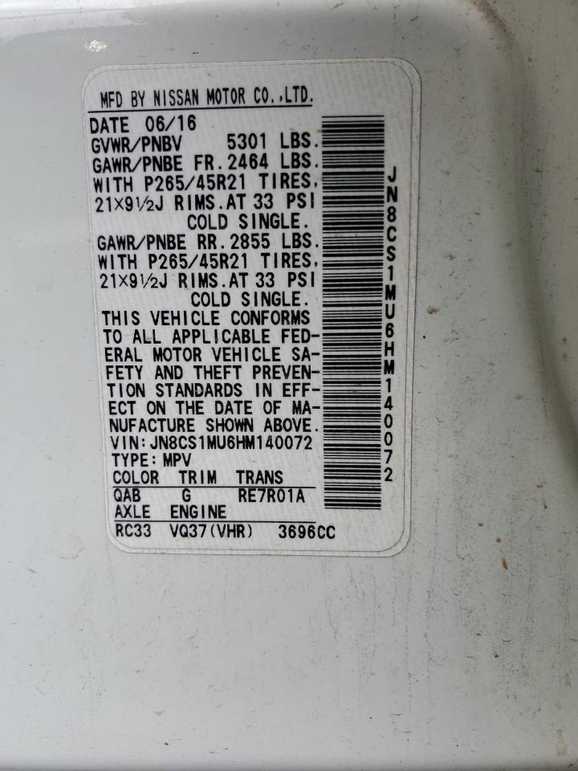 MFD BY NISSAN MOTOR CO.,LTD.
DATE 06/16
GVWR/PNBV 5301 LBS.
GAWR/PNBE FR. 2464 LBS.
WITH P265/45R21 TIRES,
21×9½J RIMS.AT 33 PSI
COLD SINGLE.
GAWR/PNBE RR. 2855 LBS.
WITH P265/45R21 TIRES,
21×9½J RIMS.AT 33 PSI
COLD SINGLE.
THIS VEHICLE CONFORMS
TO ALL APPLICABLE FED-
ERAL MOTOR VEHICLE SA-
FETY AND THEFT PREVEN-
TION STANDARDS IN EFF-
ECT ON THE DATE OF MA-
NUFACTURE SHOWN ABOVE.
VIN:JN8CS1MU6HM140072
TYPE:MPV
COLOR TRIM TRANS
QAB G RE7R01A
AXLE ENGINE
RC33 VQ37(VHR) 3696CC
JN8CS1MU6HM140072